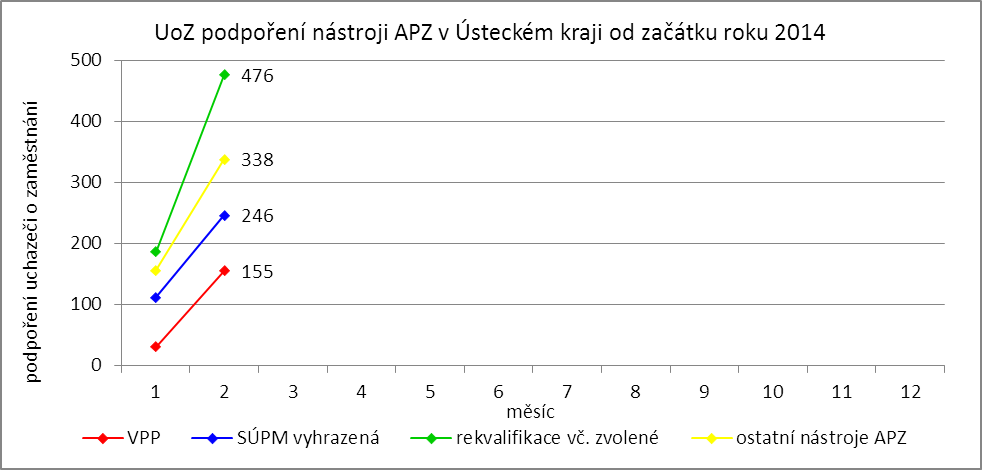 UoZ podpoření nástroji APZ v Ústeckém kraji od začátku roku 2014
podpoření uchazeči o zaměstnání
500
400
300
200
100
0
476
338
246
155
1 2 3 4 5 6 7 8 9 10 11 12
měsíc
VPP SÚPM vyhrazená rekvalifikace vč. zvolené ostatní nástroje APZ